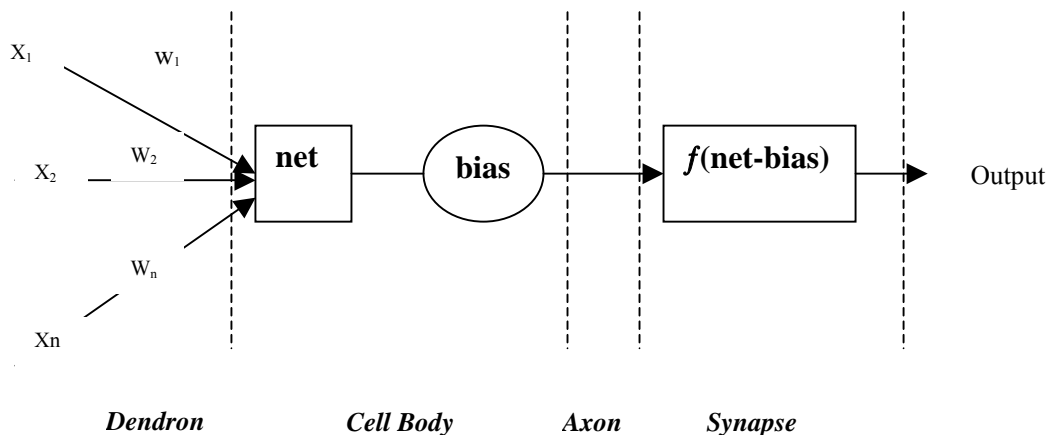 X₁
w₁
W₂
X₂
net
bias
f(net-bias)
Output
Wₙ
Xn
Dendron
Cell Body
Axon
Synapse